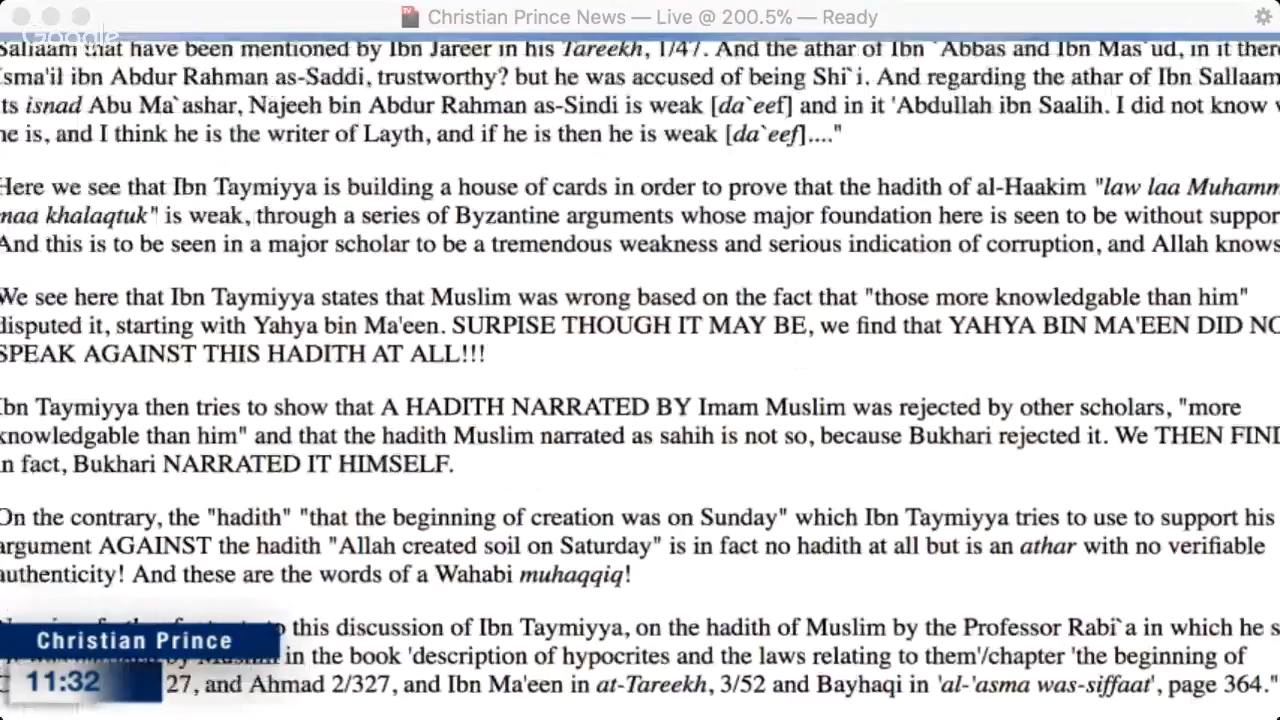 Christian Prince News — Live @ 200.5% — Ready
Google
Sallaam that have been mentioned by Ibn Jareer in his Tareekh, 1/47. And the athar of Ibn `Abbas and Ibn Mas`ud, in it ther
Isma'il ibn Abdur Rahman as-Saddi, trustworthy? but he was accused of being Shi`i. And regarding the athar of Ibn Sallaam
its isnad Abu Ma`ashar, Najeeh bin Abdur Rahman as-Sindi is weak [da`eef] and in it 'Abdullah ibn Saalih. I did not know
he is, and I think he is the writer of Layth, and if he is then he is weak [da`eef]...."
Here we see that Ibn Taymiyya is building a house of cards in order to prove that the hadith of al-Haakim "law laa Muhamm
maa khalaqtuk" is weak, through a series of Byzantine arguments whose major foundation here is seen to be without suppor
And this is to be seen in a major scholar to be a tremendous weakness and serious indication of corruption, and Allah knows
We see here that Ibn Taymiyya states that Muslim was wrong based on the fact that "those more knowledgable than him"
disputed it, starting with Yahya bin Ma'een. SURPISE THOUGH IT MAY BE, we find that YAHYA BIN MA'EEN DID NO
SPEAK AGAINST THIS HADITH AT ALL!!!
Ibn Taymiyya then tries to show that A HADITH NARRATED BY Imam Muslim was rejected by other scholars, "more
knowledgable than him" and that the hadith Muslim narrated as sahih is not so, because Bukhari rejected it. We THEN FIND
in fact, Bukhari NARRATED IT HIMSELF.
On the contrary, the "hadith" "that the beginning of creation was on Sunday" which Ibn Taymiyya tries to use to support his
argument AGAINST the hadith "Allah created soil on Saturday" is in fact no hadith at all but is an athar with no verifiable
authenticity! And these are the words of a Wahabi muhaqqiq!
this discussion of Ibn Taymiyya, on the hadith of Muslim by the Professor Rabi`a in which he s
in the book 'description of hypocrites and the laws relating to them'/chapter 'the beginning of
27, and Ahmad 2/327, and Ibn Ma'een in at-Tareekh, 3/52 and Bayhaqi in 'al-'asma was-siffaat', page 364."
Christian Prince
11:32